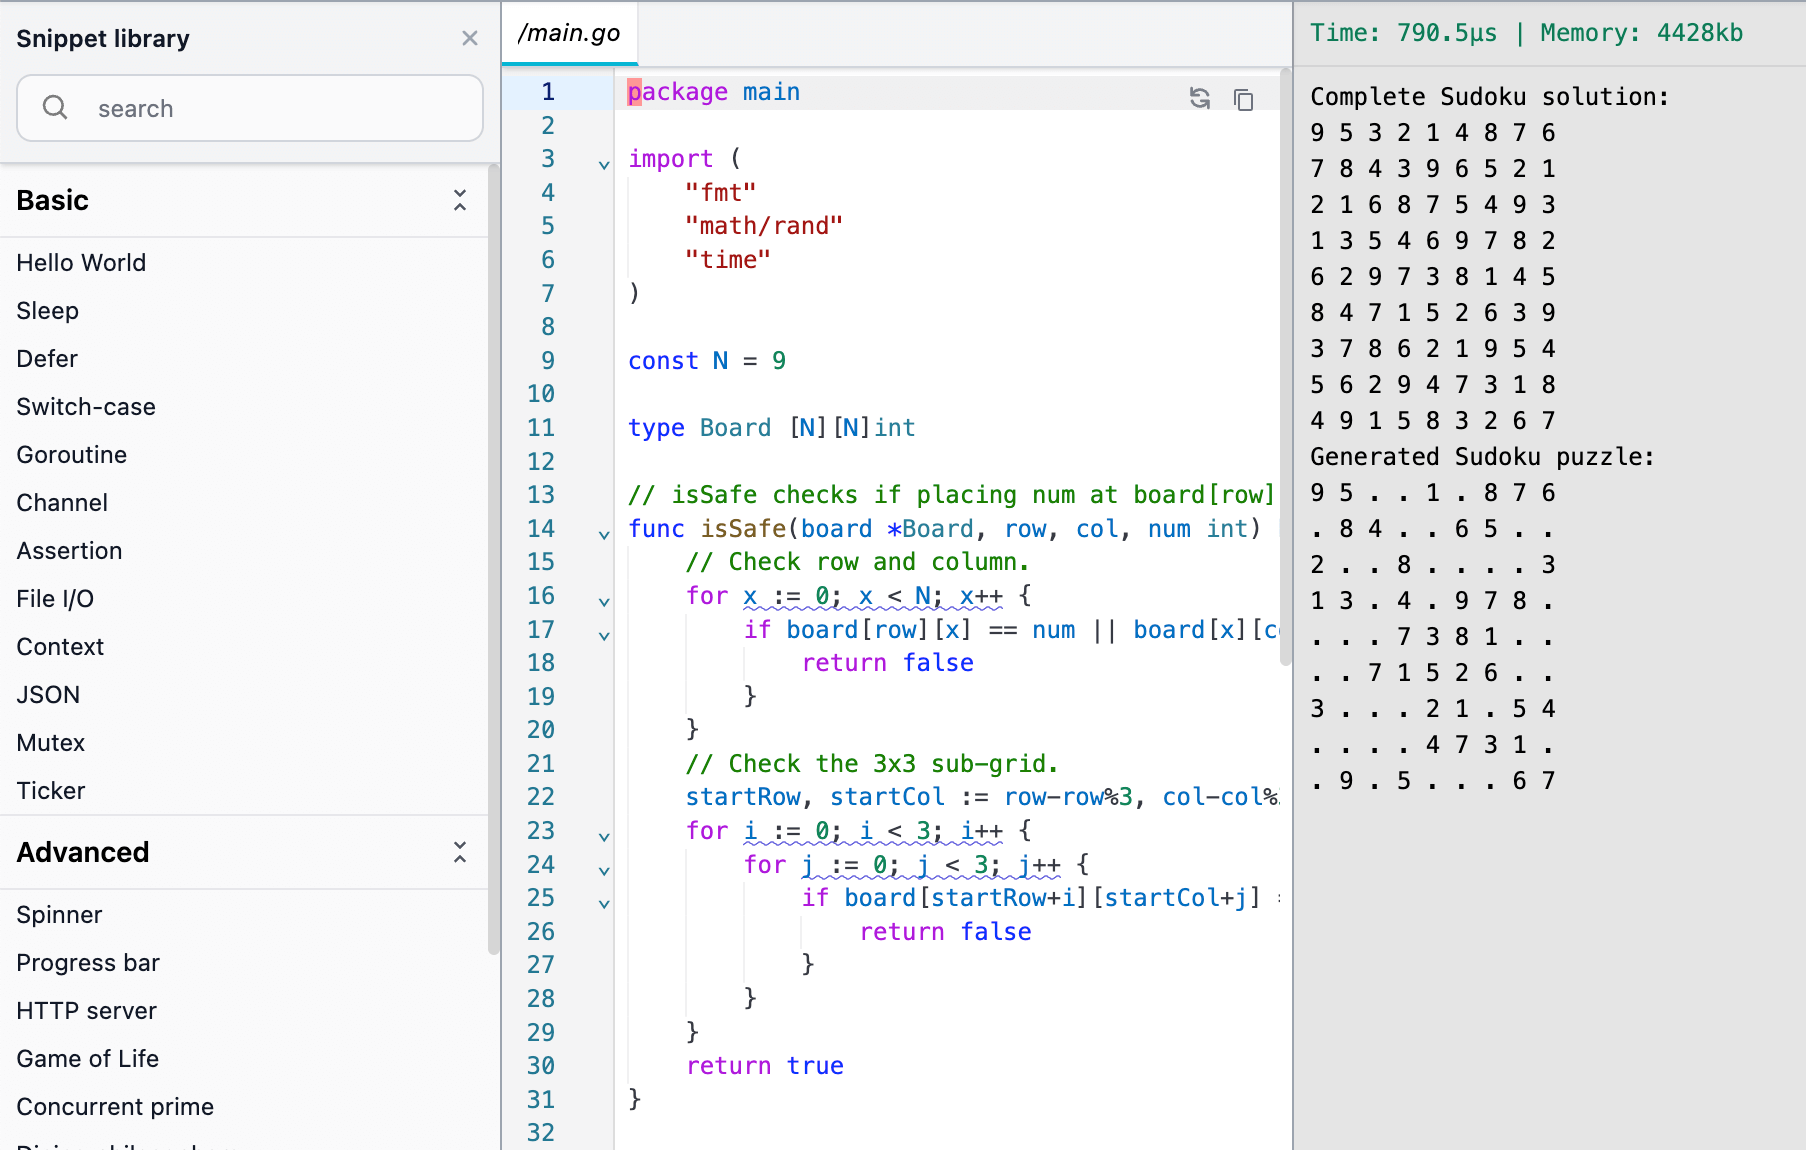 Snippet library
search
Basic
Hello World
Sleep
Defer
Switch-case
Goroutine
Channel
Assertion
File I/O
Context
JSON
Mutex
Ticker
Advanced
Spinner
Progress bar
HTTP server
Game of Life
Concurrent prime
/main.go
1 package main
2
3 import (
4 "fmt"
5 "math/rand"
6 "time"
7 )
8
9 const N = 9
10
11 type Board [N][N]int
12
13 // isSafe checks if placing num at board[row]
14 func isSafe(board *Board, row, col, num int)
15 // Check row and column.
16 for x := 0; x < N; x++ {
17 if board[row][x] == num || board[x][c
18 return false
19 }
20 }
21 // Check the 3x3 sub-grid.
22 startRow, startCol := row-row%3, col-col%
23 for i := 0; i < 3; i++ {
24 for j := 0; j < 3; j++ {
25 if board[startRow+i][startCol+j]
26 return false
27 }
28 }
29 }
30 return true
31 }
32
Time: 790.5µs | Memory: 4428kb
Complete Sudoku solution:
9 5 3 2 1 4 8 7 6
7 8 4 3 9 6 5 2 1
2 1 6 8 7 5 4 9 3
1 3 5 4 6 9 7 8 2
6 2 9 7 3 8 1 4 5
8 4 7 1 5 2 6 3 9
3 7 8 6 2 1 9 5 4
5 6 2 9 4 7 3 1 8
4 9 1 5 8 3 2 6 7
Generated Sudoku puzzle:
9 5 . . 1 . 8 7 6
. 8 4 . . 6 5 . .
2 . . 8 . . . . 3
1 3 . 4 . 9 7 8 .
. . . 7 3 8 1 . .
. . 7 1 5 2 6 . .
3 . . . 2 1 . 5 4
. . . . 4 7 3 1 .
. 9 . 5 . . . 6 7